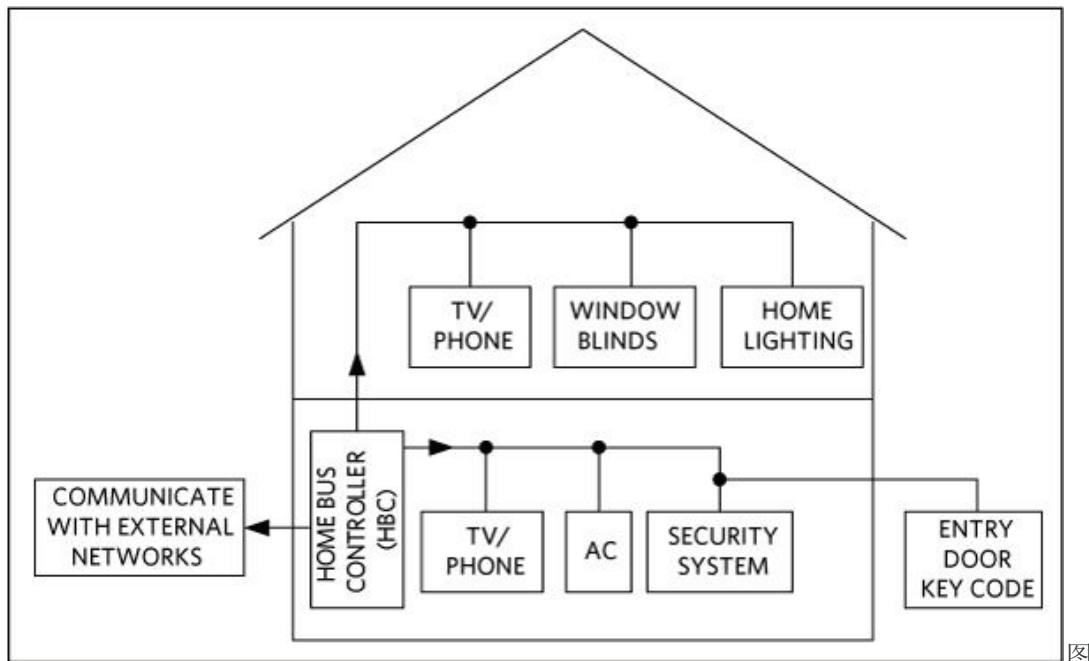 TV/
PHONE
WINDOW
BLINDS
HOME
LIGHTING
HOME BUS
CONTROLLER
(HBC)
COMMUNICATE
WITH EXTERNAL
NETWORKS
TV/
PHONE
AC
SECURITY
SYSTEM
ENTRY
DOOR
KEY CODE
图